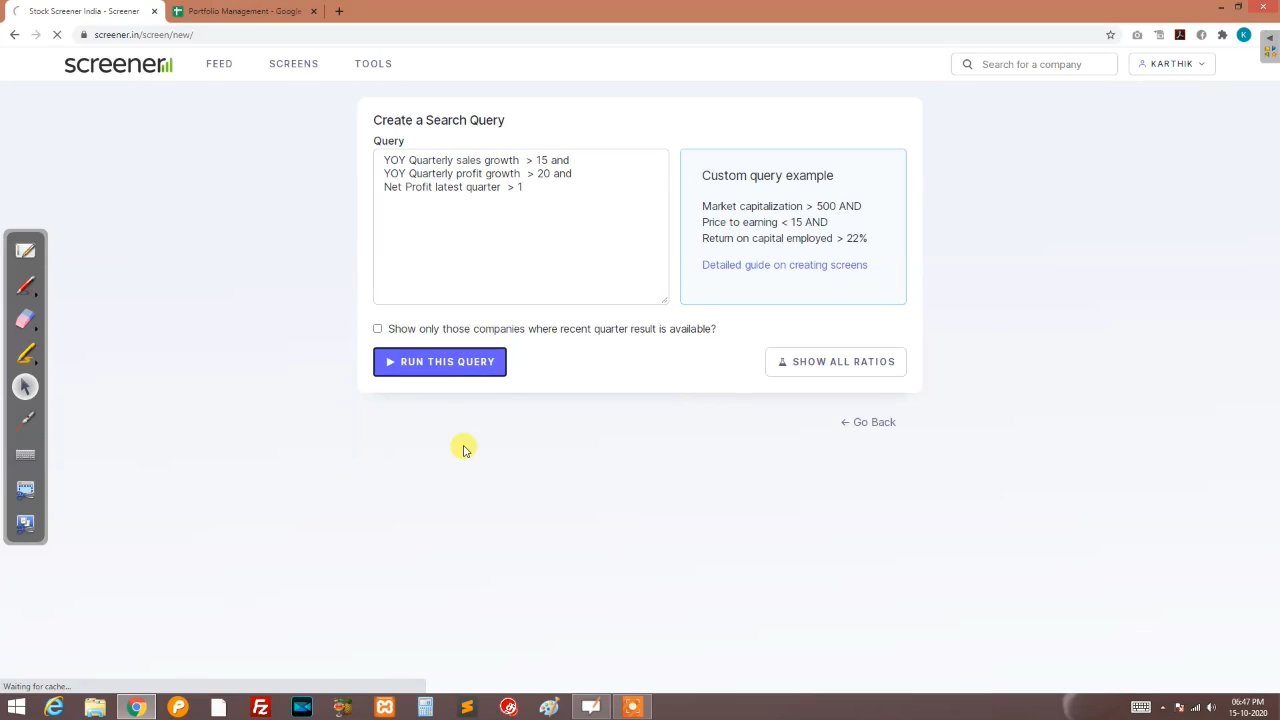 Stock Screener India - Screener
Portfolio Management - Google
screener.in/screen/new/
K
screener
FEED
SCREENS
TOOLS
Search for a company
KARTHIK
Create a Search Query
Query
YOY Quarterly sales growth > 15 and
YOY Quarterly profit growth > 20 and
Net Profit latest quarter > 1
Custom query example
Market capitalization > 500 AND
Price to earning < 15 AND
Return on capital employed > 22%
Detailed guide on creating screens
Show only those companies where recent quarter result is available?
RUN THIS QUERY
SHOW ALL RATIOS
← Go Back
Waiting for cache...
06:47 PM
15-10-2020